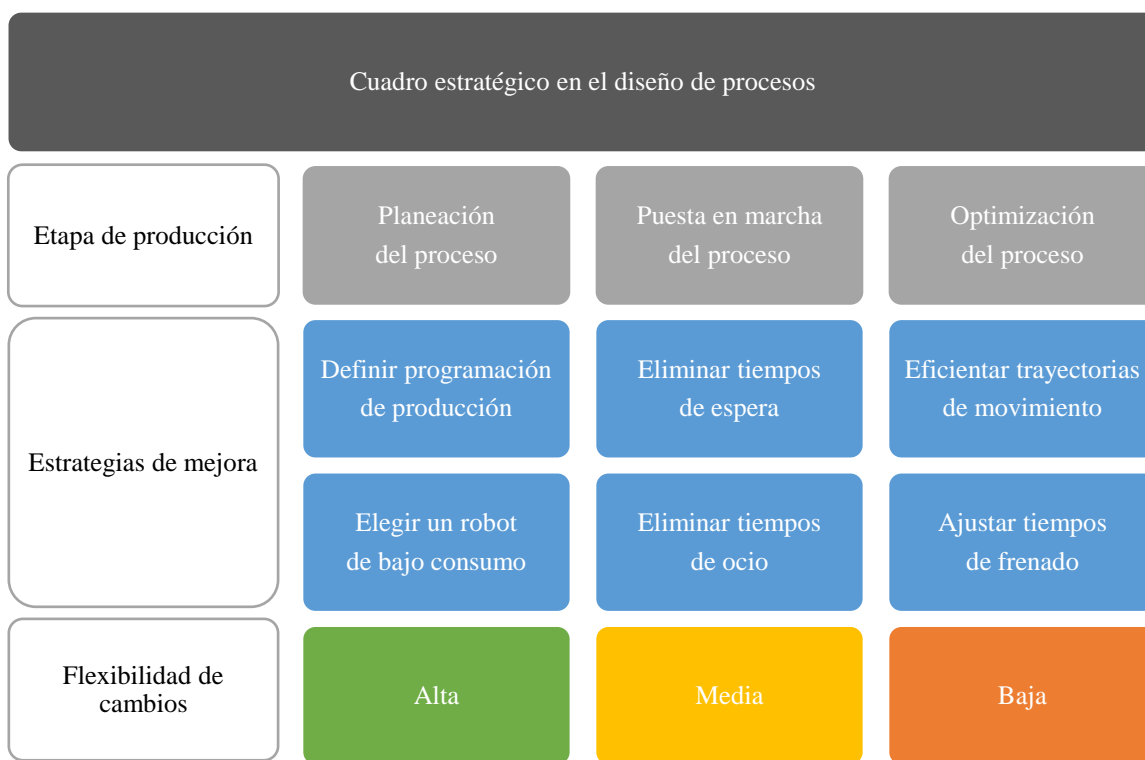 Cuadro estratégico en el diseño de procesos
Etapa de producción
Planeación
del proceso
Puesta en marcha
del proceso
Optimización
del proceso
Estrategias de mejora
Definir programación
de producción
Eliminar tiempos
de espera
Eficientar trayectorias
de movimiento
Elegir un robot
de bajo consumo
Eliminar tiempos
de ocio
Ajustar tiempos
de frenado
Flexibilidad de
cambios
Alta
Media
Baja